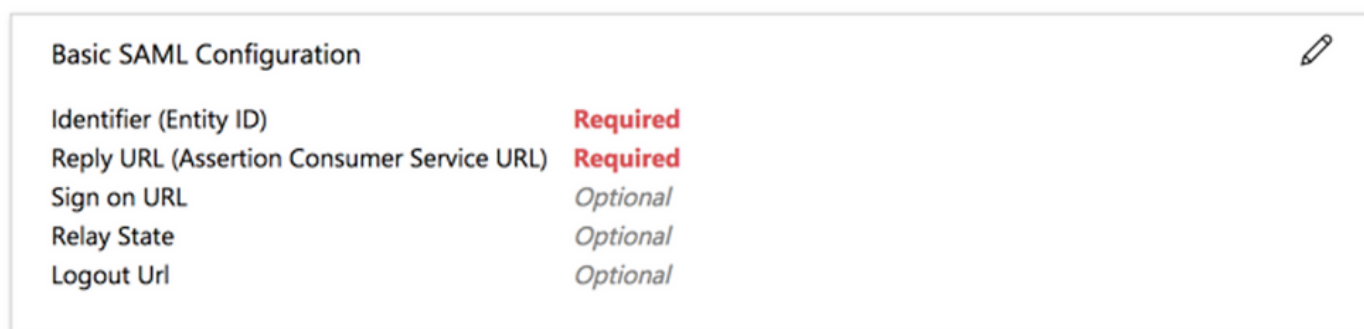 Basic SAML Configuration
Identifier (Entity ID) Required
Reply URL (Assertion Consumer Service URL) Required
Sign on URL Optional
Relay State Optional
Logout Url Optional